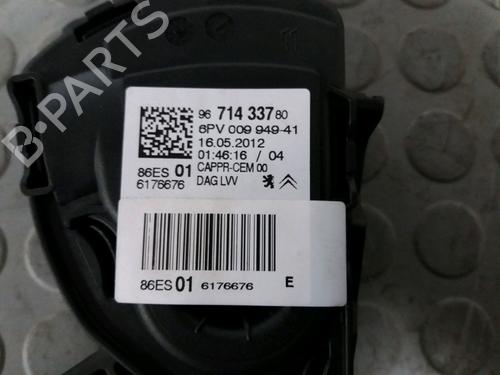 B-PARTS
96 714 337 80
6PV 009 949-41
16.05.2012
01:46:16 / 04
86ES 01 CAPPR-CEM 00
6176676 DAG LVV
86ES 01 6176676 E